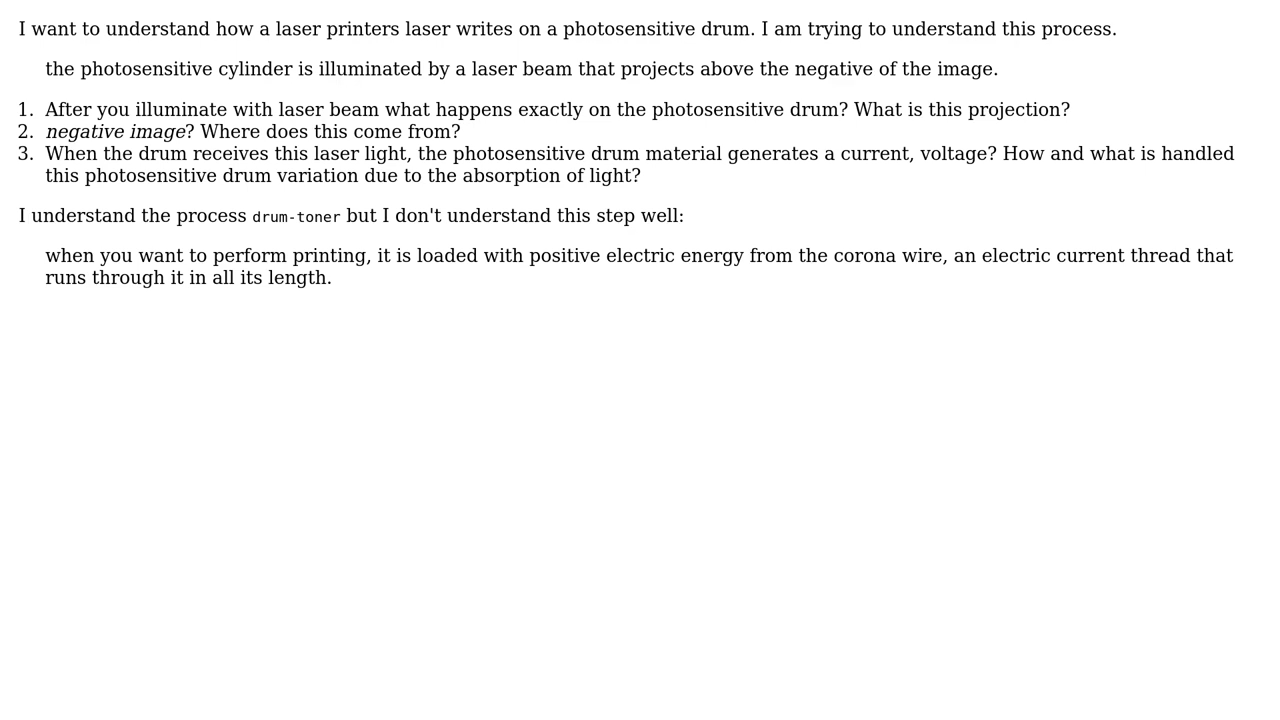 I want to understand how a laser printers laser writes on a photosensitive drum. I am trying to understand this process.
the photosensitive cylinder is illuminated by a laser beam that projects above the negative of the image.
1. After you illuminate with laser beam what happens exactly on the photosensitive drum? What is this projection?
2. negative image? Where does this come from?
3. When the drum receives this laser light, the photosensitive drum material generates a current, voltage? How and what is handled
this photosensitive drum variation due to the absorption of light?
I understand the process drum-toner but I don't understand this step well:
when you want to perform printing, it is loaded with positive electric energy from the corona wire, an electric current thread that
runs through it in all its length.